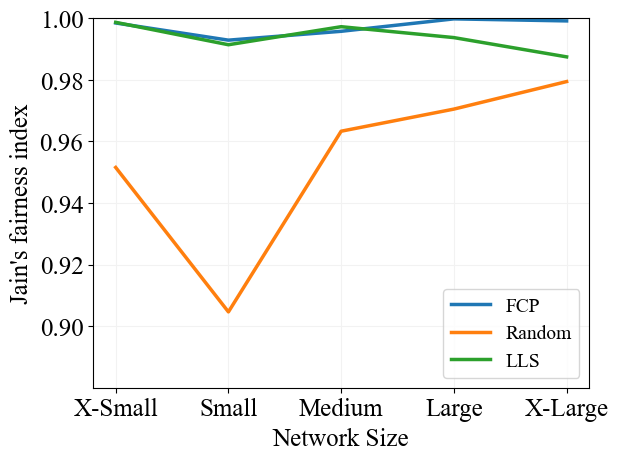 1.00
0.98
0.96
0.94
0.92
0.90
Jain's fairness index
X-Small Small Medium Large X-Large
Network Size
FCP
Random
LLS